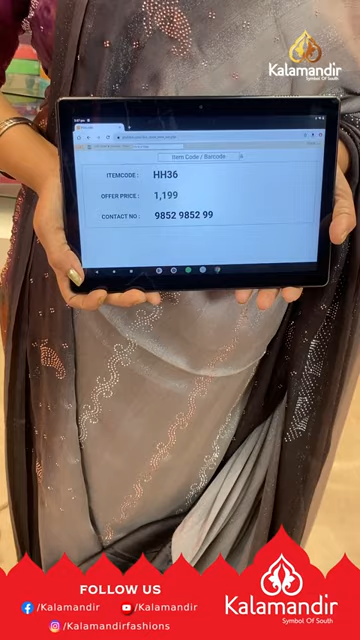 Kalamandir
Symbol Of South
Item Code / Barcode
ITEMCODE : HH36
OFFER PRICE : 1,199
CONTACT NO : 9852 9852 99
FOLLOW US
/Kalamandir
/Kalamandir
/Kalamandirfashions
Kalamandir
Symbol Of South